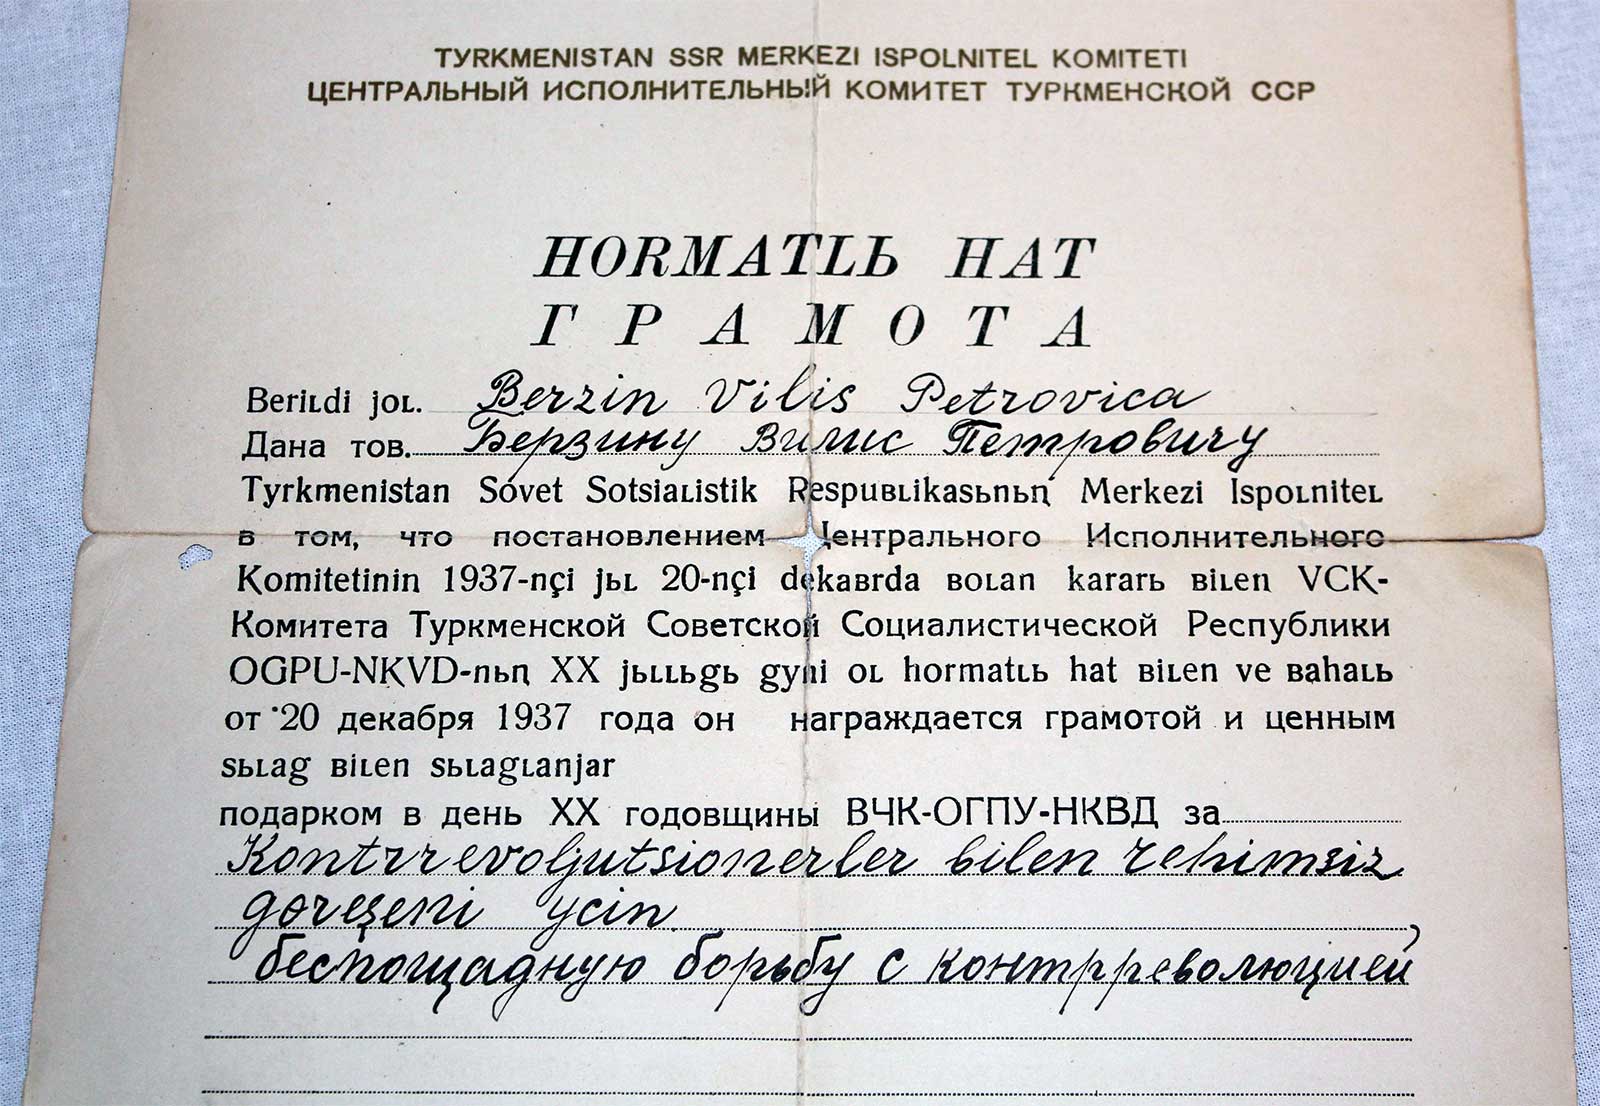 TYRKMENISTAN SSR MERKEZI ISPOLNITEL KOMITETI
ЦЕНТРАЛЬНЫЙ ИСПОЛНИТЕЛЬНЫЙ КОМИТЕТ ТУРКМЕНСКОЙ ССР
HORMATLЬ HAT
ГРАМОТА
Berildi jol. Berzin Vilis Petrovica
Дана тов. Берзину Вилис Петровичу
Tyrkmenistan Sovet Sotsialistik Respublikasьnьꞑ Merkezi Ispolnitel
в том, что постановлением Центрального Исполнительного
Komitetinin 1937-nçi jьl 20-nçi dekabrda bolan kararь bilen VCK-
Комитета Туркменской Советской Социалистической Республики
OGPU-NKVD-nьꞑ XX jьllьgь gyni ol hormatlь hat bilen ve bahalь
от 20 декабря 1937 года он награждается грамотой и ценным
sьlag bilen sьlaglanjar
подарком в день XX годовщины ВЧК-ОГПУ-НКВД за
Kontrrevoljutsionerler bilen rehimsiz
gɵreşeni ycin
беспощадную борьбу с контрреволюцией